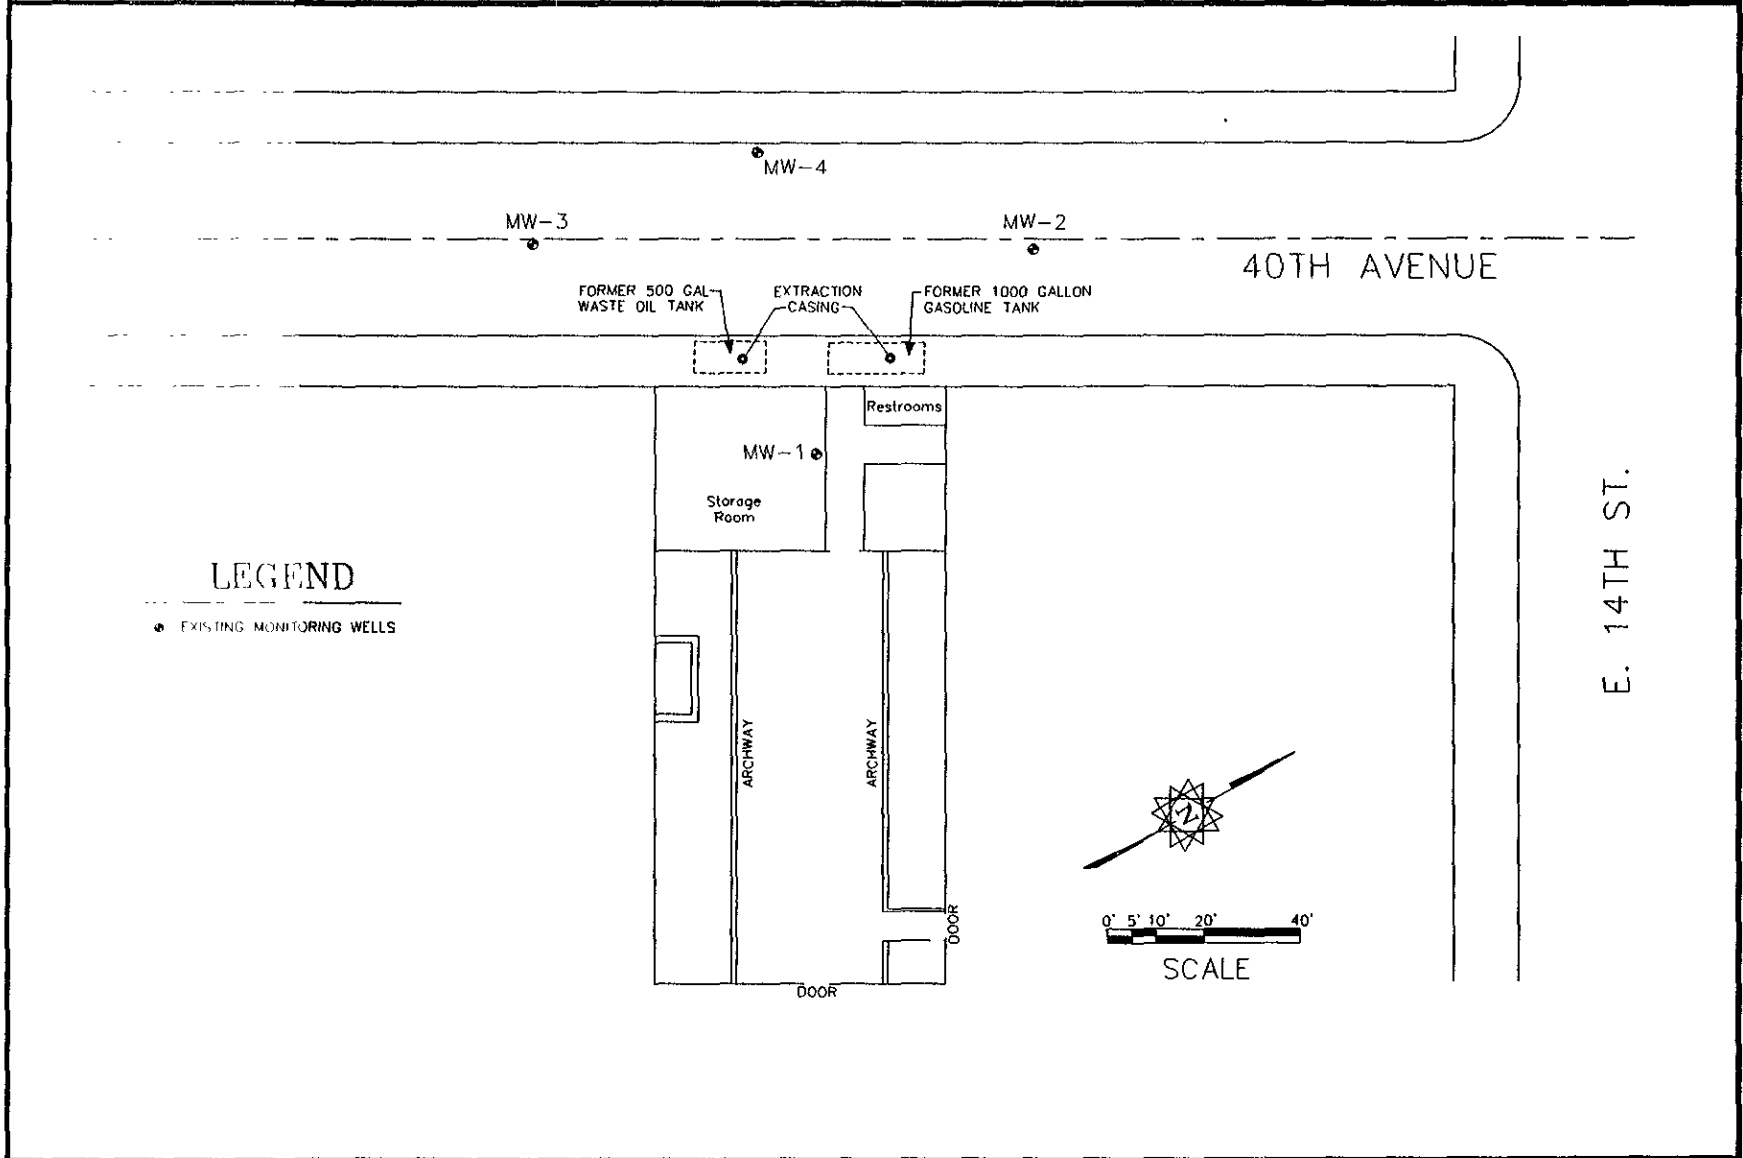 MW-4
MW-3
MW-2
40TH AVENUE
FORMER 500 GAL
WASTE OIL TANK
EXTRACTION
CASING
FORMER 1000 GALLON
GASOLINE TANK
Restrooms
MW-1
Storage
Room
E. 14TH ST.
LEGEND
EXISTING MONITORING WELLS
ARCHWAY
ARCHWAY
N
DOOR
0' 5' 10' 20' 40'
SCALE
DOOR